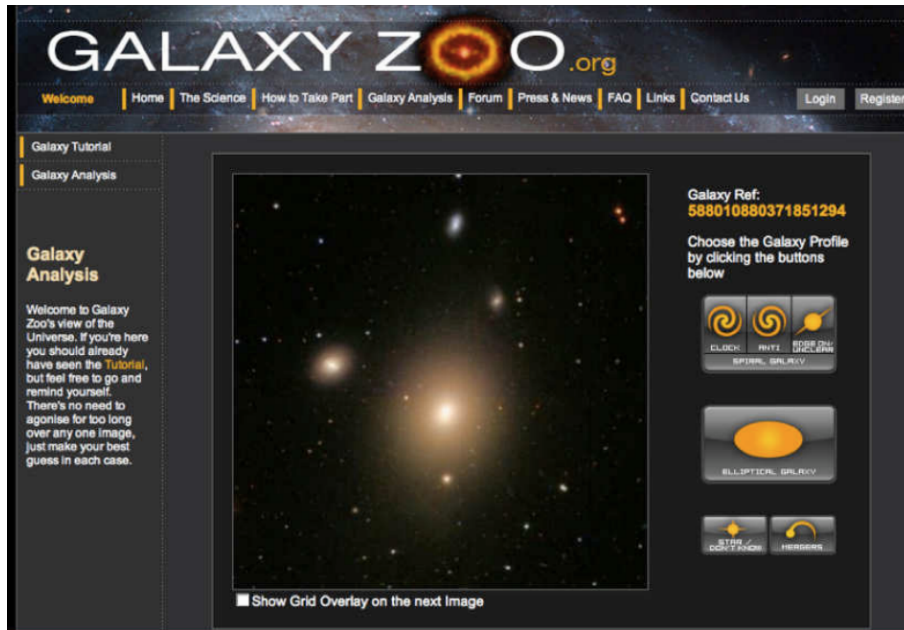 GALAXY ZOO.org
Welcome Home The Science How to Take Part Galaxy Analysis Forum Press & News FAQ Links Contact Us Login Register
Galaxy Tutorial
Galaxy Analysis
Galaxy Ref:
588010880371851294
Choose the Galaxy Profile
by clicking the buttons
below
CLOCK ANTI EDGE ON/
UNCLEAR
SPIRAL GALAXY
ELLIPTICAL GALAXY
STAR /
DON'T KNOW
MERGERS
Galaxy
Analysis
Welcome to Galaxy
Zoo's view of the
Universe. If you're here
you should already
have seen the Tutorial,
but feel free to go and
remind yourself.
There's no need to
agonise for too long
over any one image,
just make your best
guess in each case.
Show Grid Overlay on the next Image